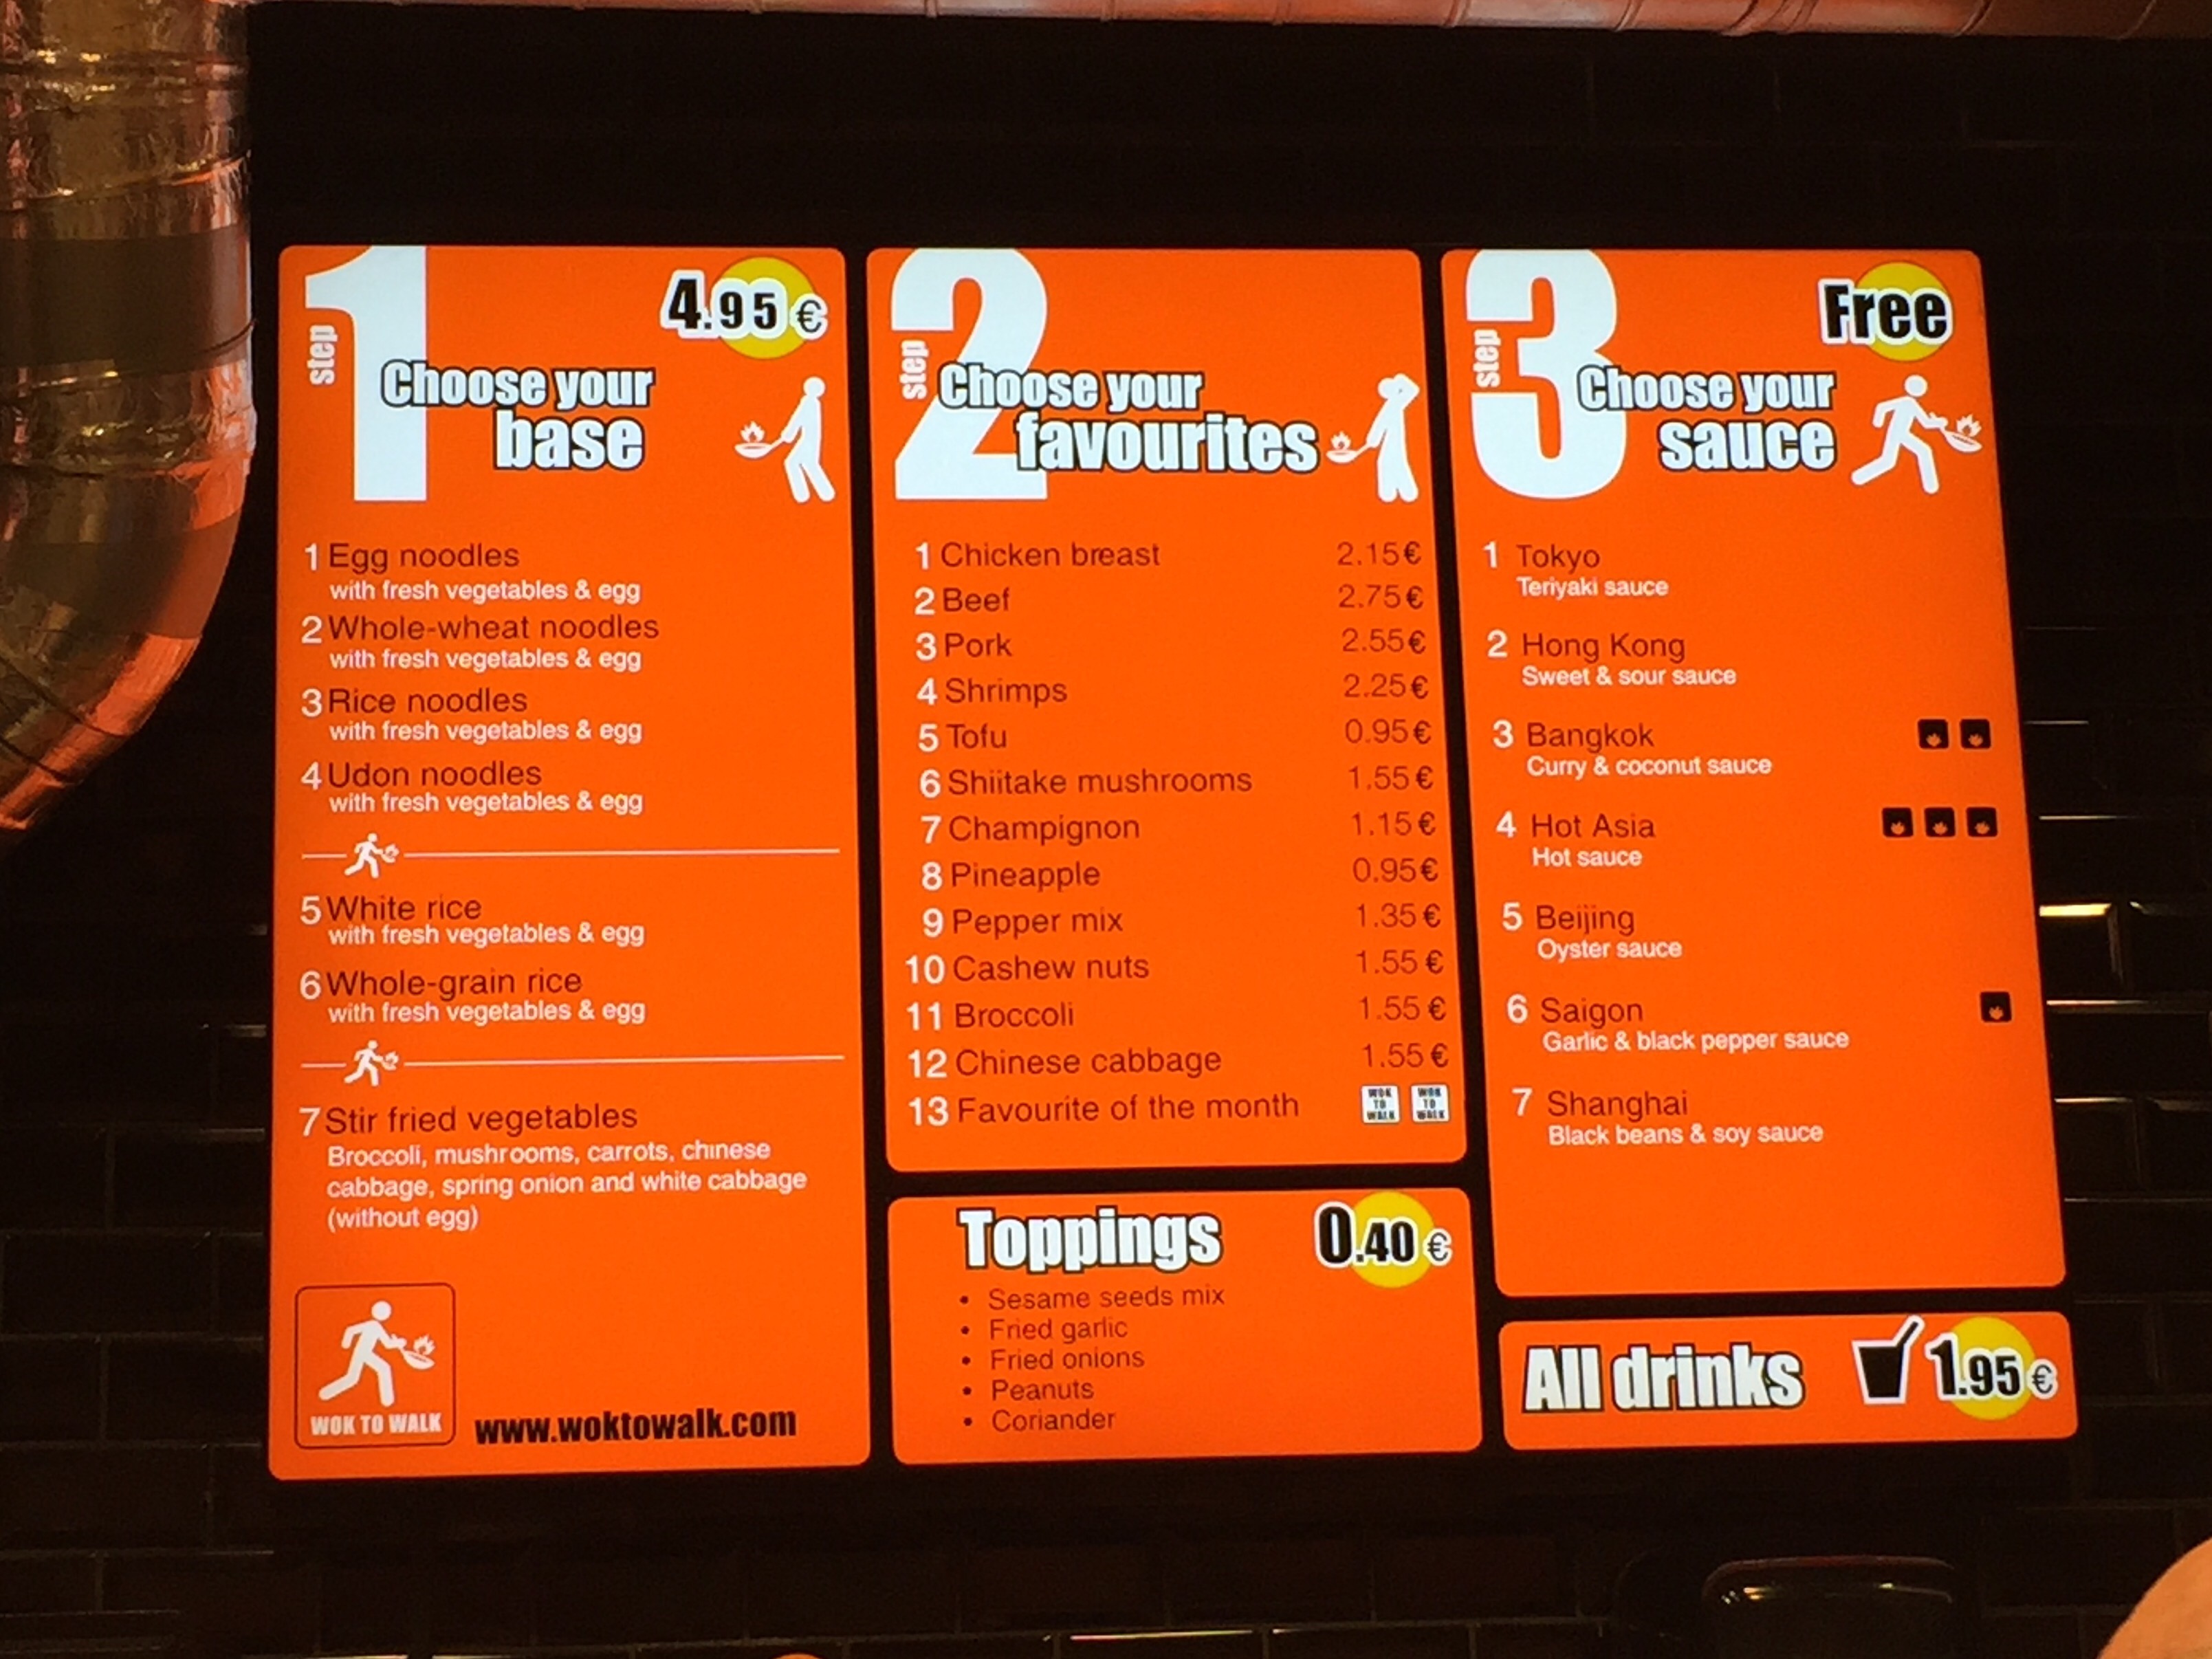 step 1
4.95€
Choose your
base
1 Egg noodles
with fresh vegetables & egg
2 Whole-wheat noodles
with fresh vegetables & egg
3 Rice noodles
with fresh vegetables & egg
4 Udon noodles
with fresh vegetables & egg
5 White rice
with fresh vegetables & egg
6 Whole-grain rice
with fresh vegetables & egg
7 Stir fried vegetables
Broccoli, mushrooms, carrots, chinese
cabbage, spring onion and white cabbage
(without egg)
WOK TO WALK
www.woktowalk.com
step 2
Choose your
favourites
1 Chicken breast 2.15€
2 Beef 2.75€
3 Pork 2.55€
4 Shrimps 2.25€
5 Tofu 0.95€
6 Shiitake mushrooms 1.55€
7 Champignon 1.15€
8 Pineapple 0.95€
9 Pepper mix 1.35€
10 Cashew nuts 1.55€
11 Broccoli 1.55€
12 Chinese cabbage 1.55€
13 Favourite of the month WOK TO WALK WOK TO WALK
Toppings 0.40€
• Sesame seeds mix
• Fried garlic
• Fried onions
• Peanuts
• Coriander
step 3
Free
Choose your
sauce
1 Tokyo
Teriyaki sauce
2 Hong Kong
Sweet & sour sauce
3 Bangkok
Curry & coconut sauce
4 Hot Asia
Hot sauce
5 Beijing
Oyster sauce
6 Saigon
Garlic & black pepper sauce
7 Shanghai
Black beans & soy sauce
All drinks 1.95€